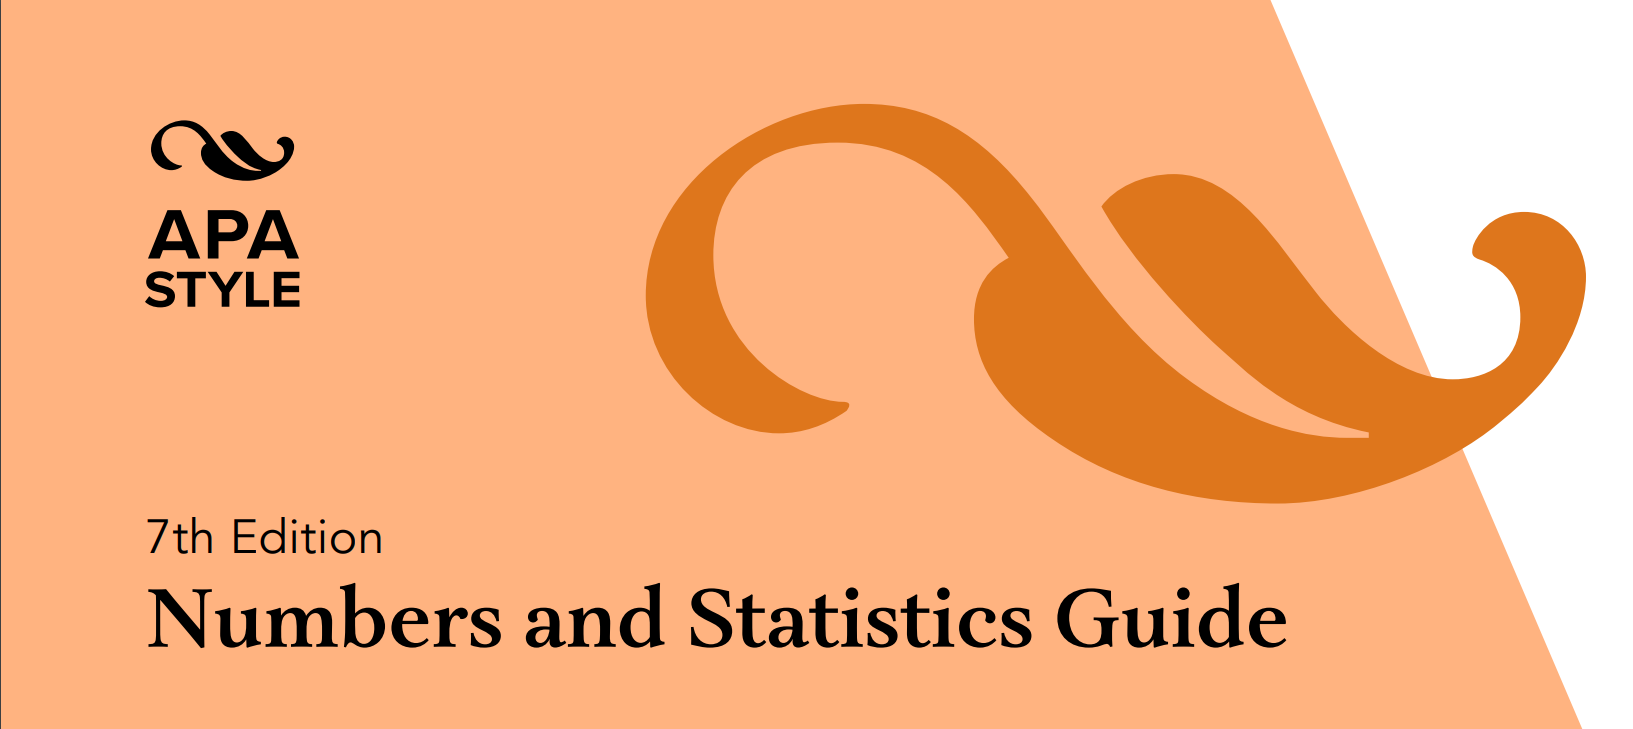 APA
STYLE
7th Edition
Numbers and Statistics Guide